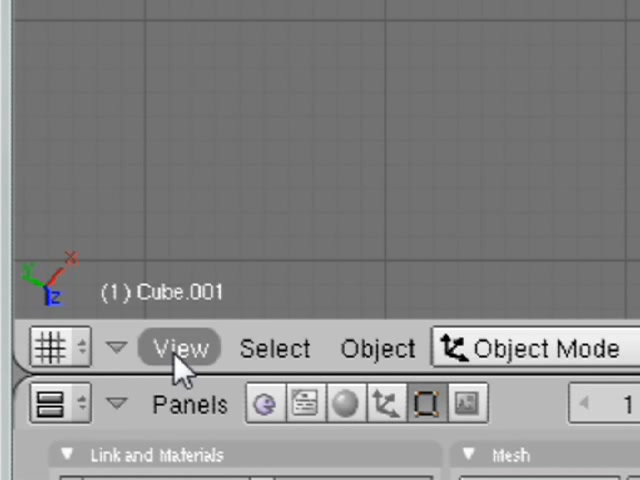 Y X
Z
(1) Cube.001
View Select Object Object Mode
Panels 1
Link and Materials Mesh